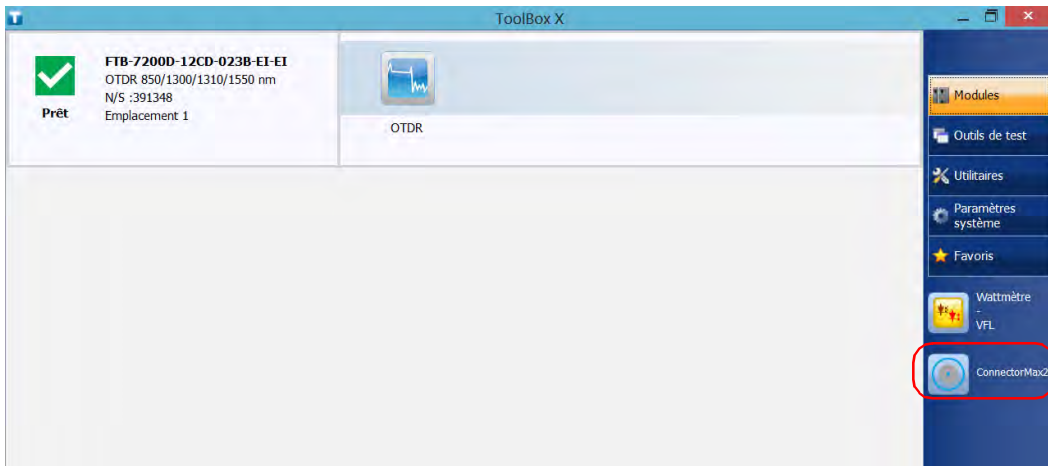 ToolBox X
FTB-7200D-12CD-023B-EI-EI
OTDR 850/1300/1310/1550 nm
N/S :391348
Emplacement 1
Prêt
OTDR
Modules
Outils de test
Utilitaires
Paramètres
système
Favoris
Wattmètre
-
VFL
ConnectorMax2